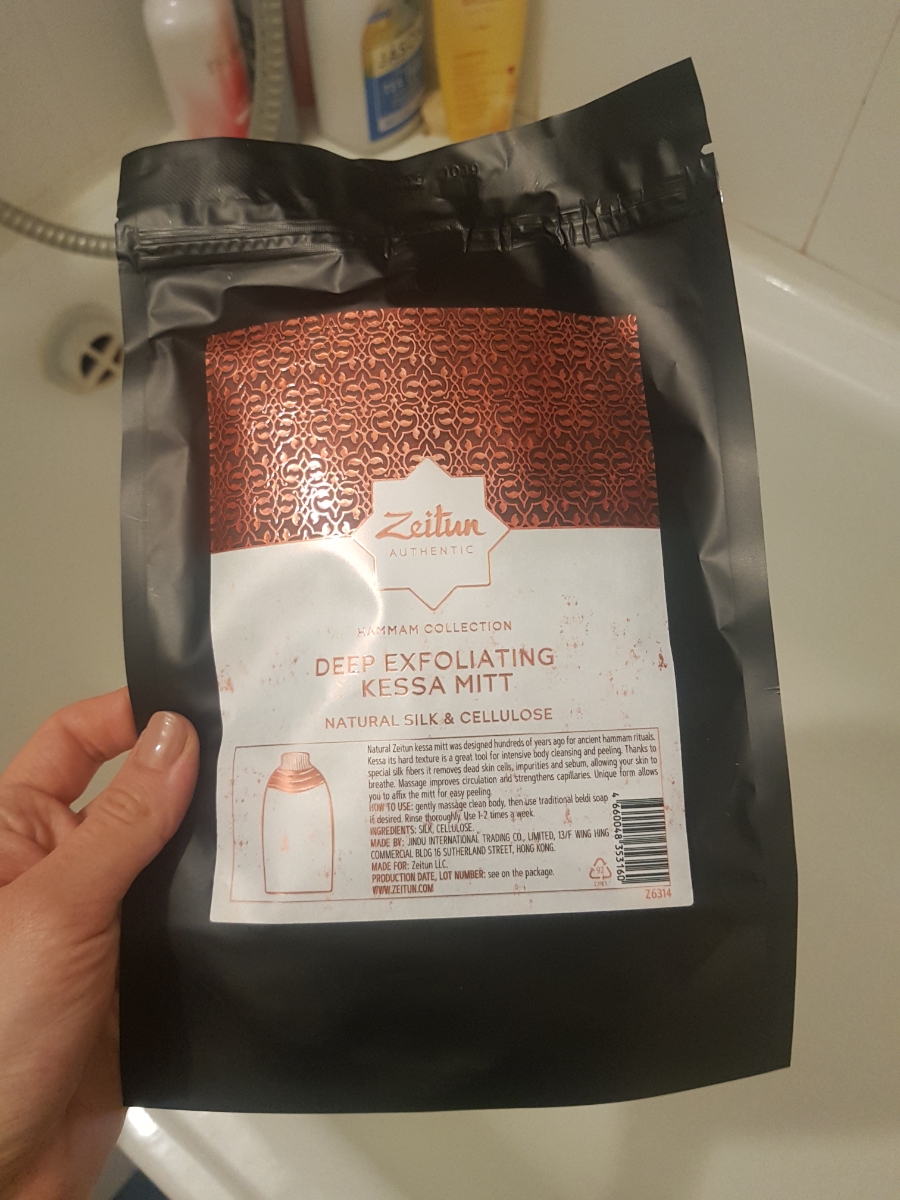 JASON
1019
Zeitun
AUTHENTIC
HAMMAM COLLECTION
DEEP EXFOLIATING
KESSA MITT
NATURAL SILK & CELLULOSE
Natural Zeitun kessa mitt was designed hundreds of years ago for ancient hammam rituals.
Kessa its hard texture is a great tool for intensive body cleansing and peeling. Thanks to
special silk fibers it removes dead skin cells, impurities and sebum, allowing your skin to
breathe. Massage improves circulation and strengthens capillaries. Unique form allows
you to affix the mitt for easy peeling.
HOW TO USE: gently massage clean body, then use traditional beldi soap
if desired. Rinse thoroughly. Use 1-2 times a week.
INGREDIENTS: SILK, CELLULOSE.
MADE BY: JINDU INTERNATIONAL TRADING CO., LIMITED, 13/F WING HING
COMMERCIAL BLDG 16 SUTHERLAND STREET, HONG KONG.
MADE FOR: Zeitun LLC.
PRODUCTION DATE, LOT NUMBER: see on the package.
WWW.ZEITUN.COM
4 660048 353160
92
Z6314